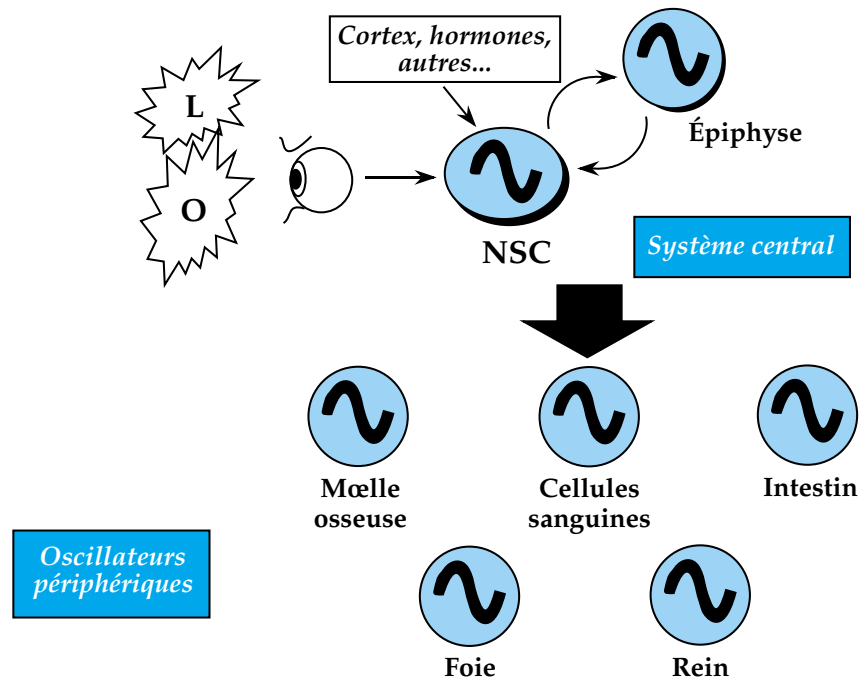 Cortex, hormones,
autres...
L
Épiphyse
O
NSC
Système central
Mœlle
osseuse
Cellules
sanguines
Intestin
Oscillateurs
périphériques
Foie
Rein